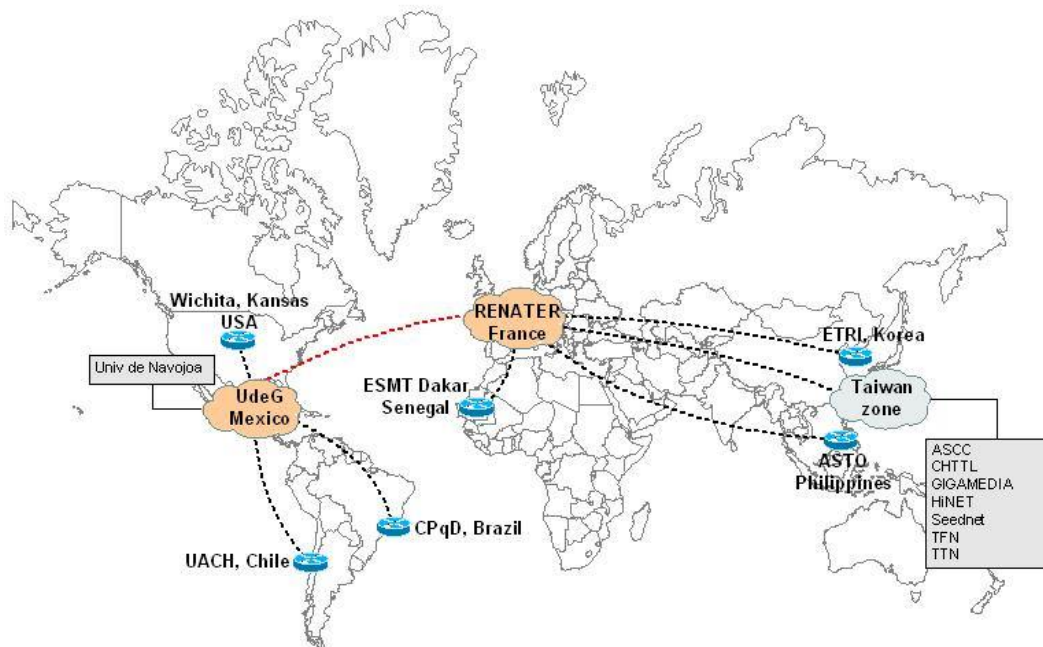 Wichita, Kansas
USA
Univ de Navojoa
UdeG
Mexico
RENATER
France
ESMT Dakar
Senegal
ETRI, Korea
Taiwan
zone
ASTO
Philippines
CPqD, Brazil
UACH, Chile
ASCC
CHTTL
GIGAMEDIA
HiNET
Seednet
TFN
TTN